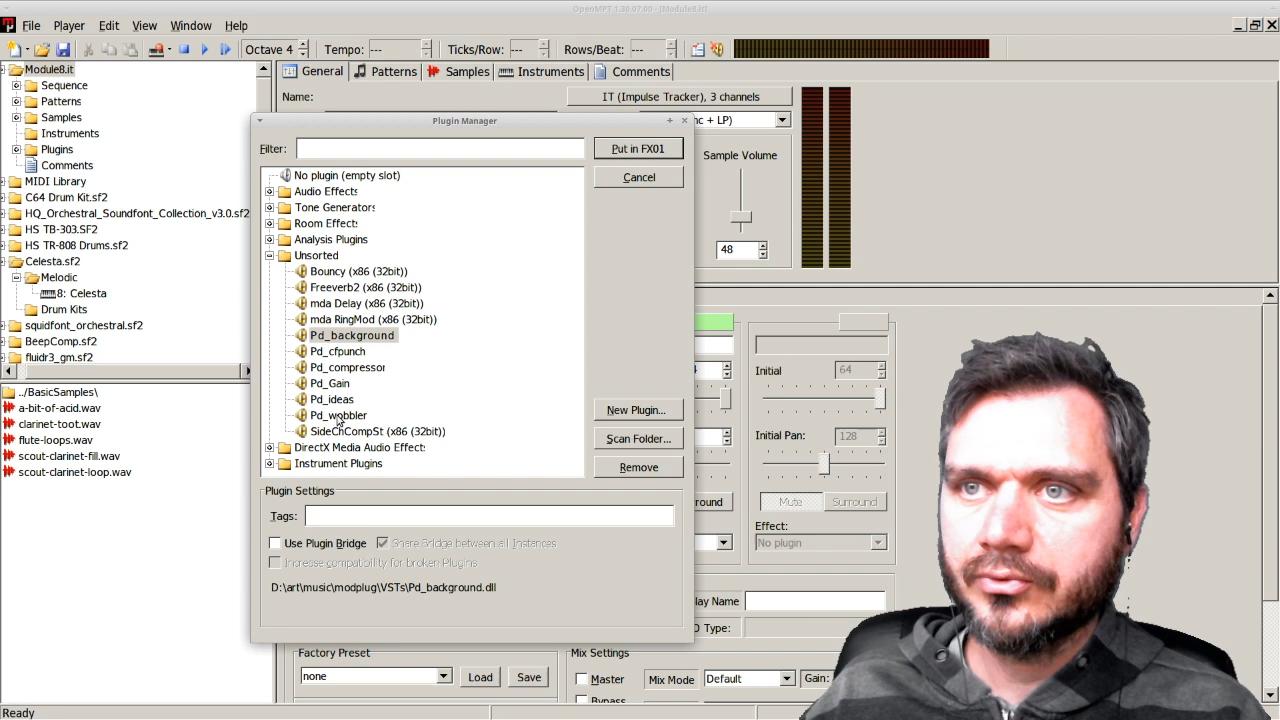 OpenMPT 1.30.07.00 - [Module8.it]
File Player Edit View Window Help
Octave 4 Tempo: --- Ticks/Row: --- Rows/Beat: ---
Module8.it
Sequence
Patterns
Samples
Instruments
Plugins
Comments
MIDI Library
C64 Drum Kit.sf2
HQ_Orchestral_Soundfont_Collection_v3.0.sf2
HS TB-303.Sf2
HS TR-808 Drums.sf2
Celesta.sf2
Melodic
8: Celesta
Drum Kits
squidfont_orchestral.sf2
BeepComp.sf2
fluidr3_gm.sf2
../BasicSamples\
a-bit-of-acid.wav
clarinet-toot.wav
flute-loops.wav
scout-clarinet-fill.wav
scout-clarinet-loop.wav
General Patterns Samples Instruments Comments
Name:
IT (Impulse Tracker), 3 channels
nc + LP)
Sample Volume
48
Plugin Manager
Filter:
Put in FX01
Cancel
No plugin (empty slot)
Audio Effects
Tone Generators
Room Effects
Analysis Plugins
Unsorted
Bouncy (x86 (32bit))
Freeverb2 (x86 (32bit))
mda Delay (x86 (32bit))
mda RingMod (x86 (32bit))
Pd_background
Pd_cfpunch
Pd_compressor
Pd_Gain
Pd_ideas
Pd_wobbler
SideChCompSt (x86 (32bit))
DirectX Media Audio Effects
Instrument Plugins
New Plugin...
Scan Folder...
Remove
Plugin Settings
Tags:
Use Plugin Bridge Share Bridge between all Instances
Increase compatibility for broken Plugins
D:\art\music\modplug\VSTs\Pd_background.dll
Initial 64
Initial Pan: 128
round Mute Surround
Effect:
No plugin
lay Name
D Type:
Factory Preset
none Load Save
Mix Settings
Master Mix Mode Default Gain:
Bypass
Ready